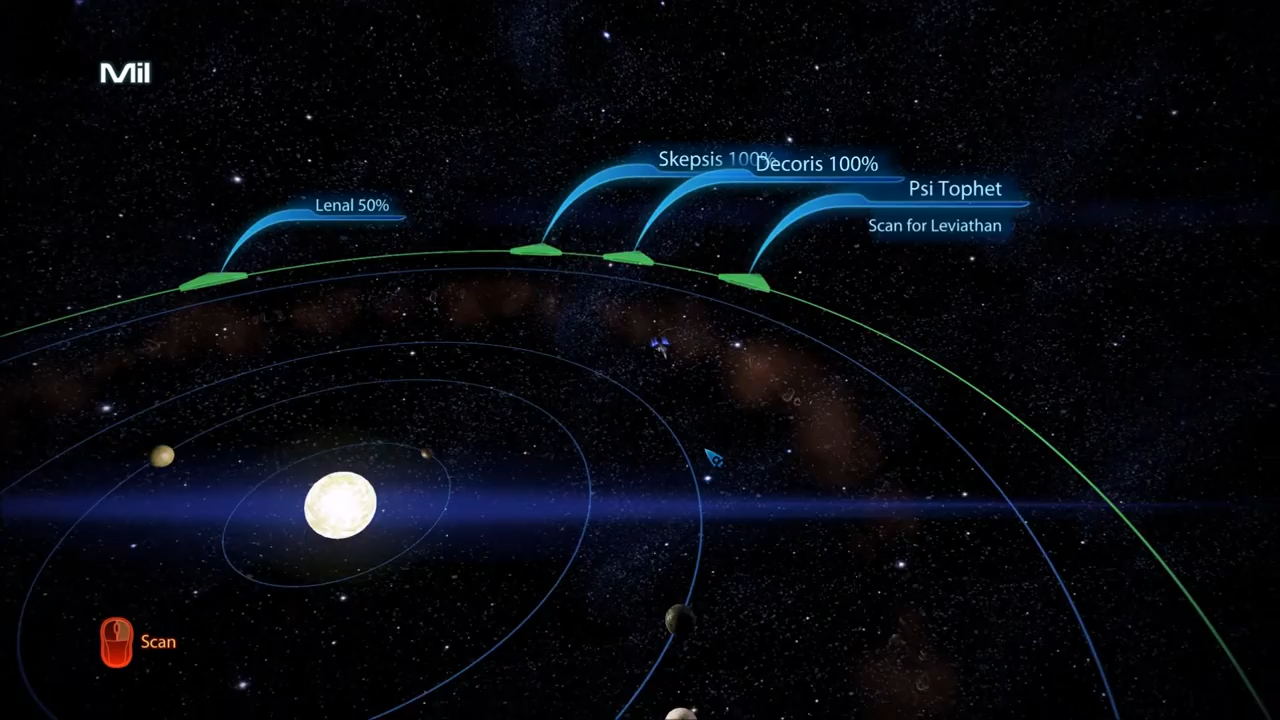 Mil
Skepsis 100%
Decoris 100%
Psi Tophet
Lenal 50%
Scan for Leviathan
Scan